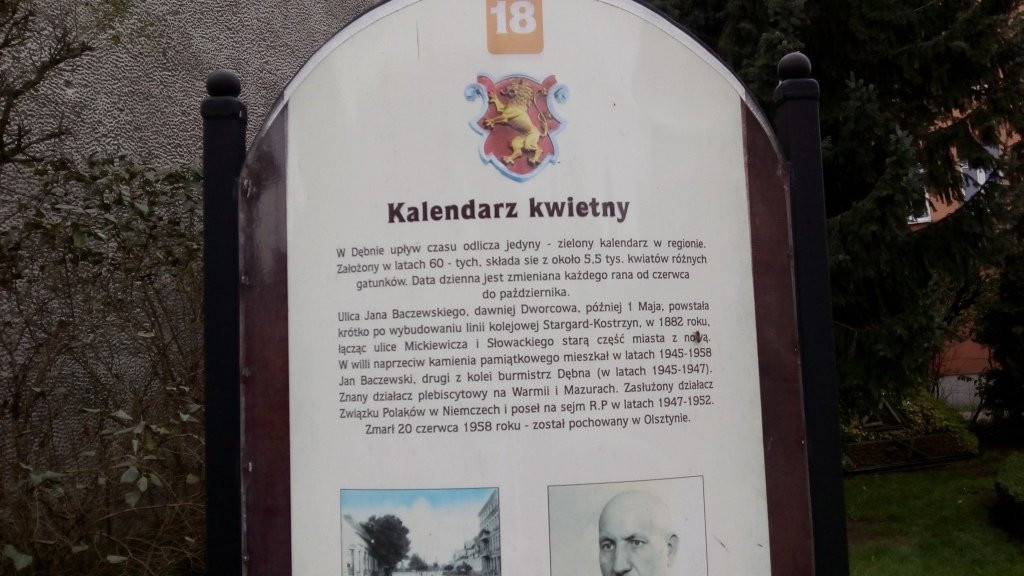 18
Kalendarz kwietny
W Dębnie upływ czasu odlicza jedyny - zielony kalendarz w regionie.
Założony w latach 60 - tych, składa sie z około 5,5 tys. kwiatów różnych
gatunków. Data dzienna jest zmieniana każdego rana od czerwca
do października.
Ulica Jana Baczewskiego, dawniej Dworcowa, później 1 Maja, powstała
krótko po wybudowaniu linii kolejowej Stargard-Kostrzyn, w 1882 roku,
łącząc ulice Mickiewicza i Słowackiego starą część miasta z nową.
W willi naprzeciw kamienia pamiątkowego mieszkał w latach 1945-1958
Jan Baczewski, drugi z kolei burmistrz Dębna (w latach 1945-1947).
Znany działacz plebiscytowy na Warmii i Mazurach. Zasłużony działacz
Związku Polaków w Niemczech i poseł na sejm R.P w latach 1947-1952.
Zmarł 20 czerwca 1958 roku - został pochowany w Olsztynie.